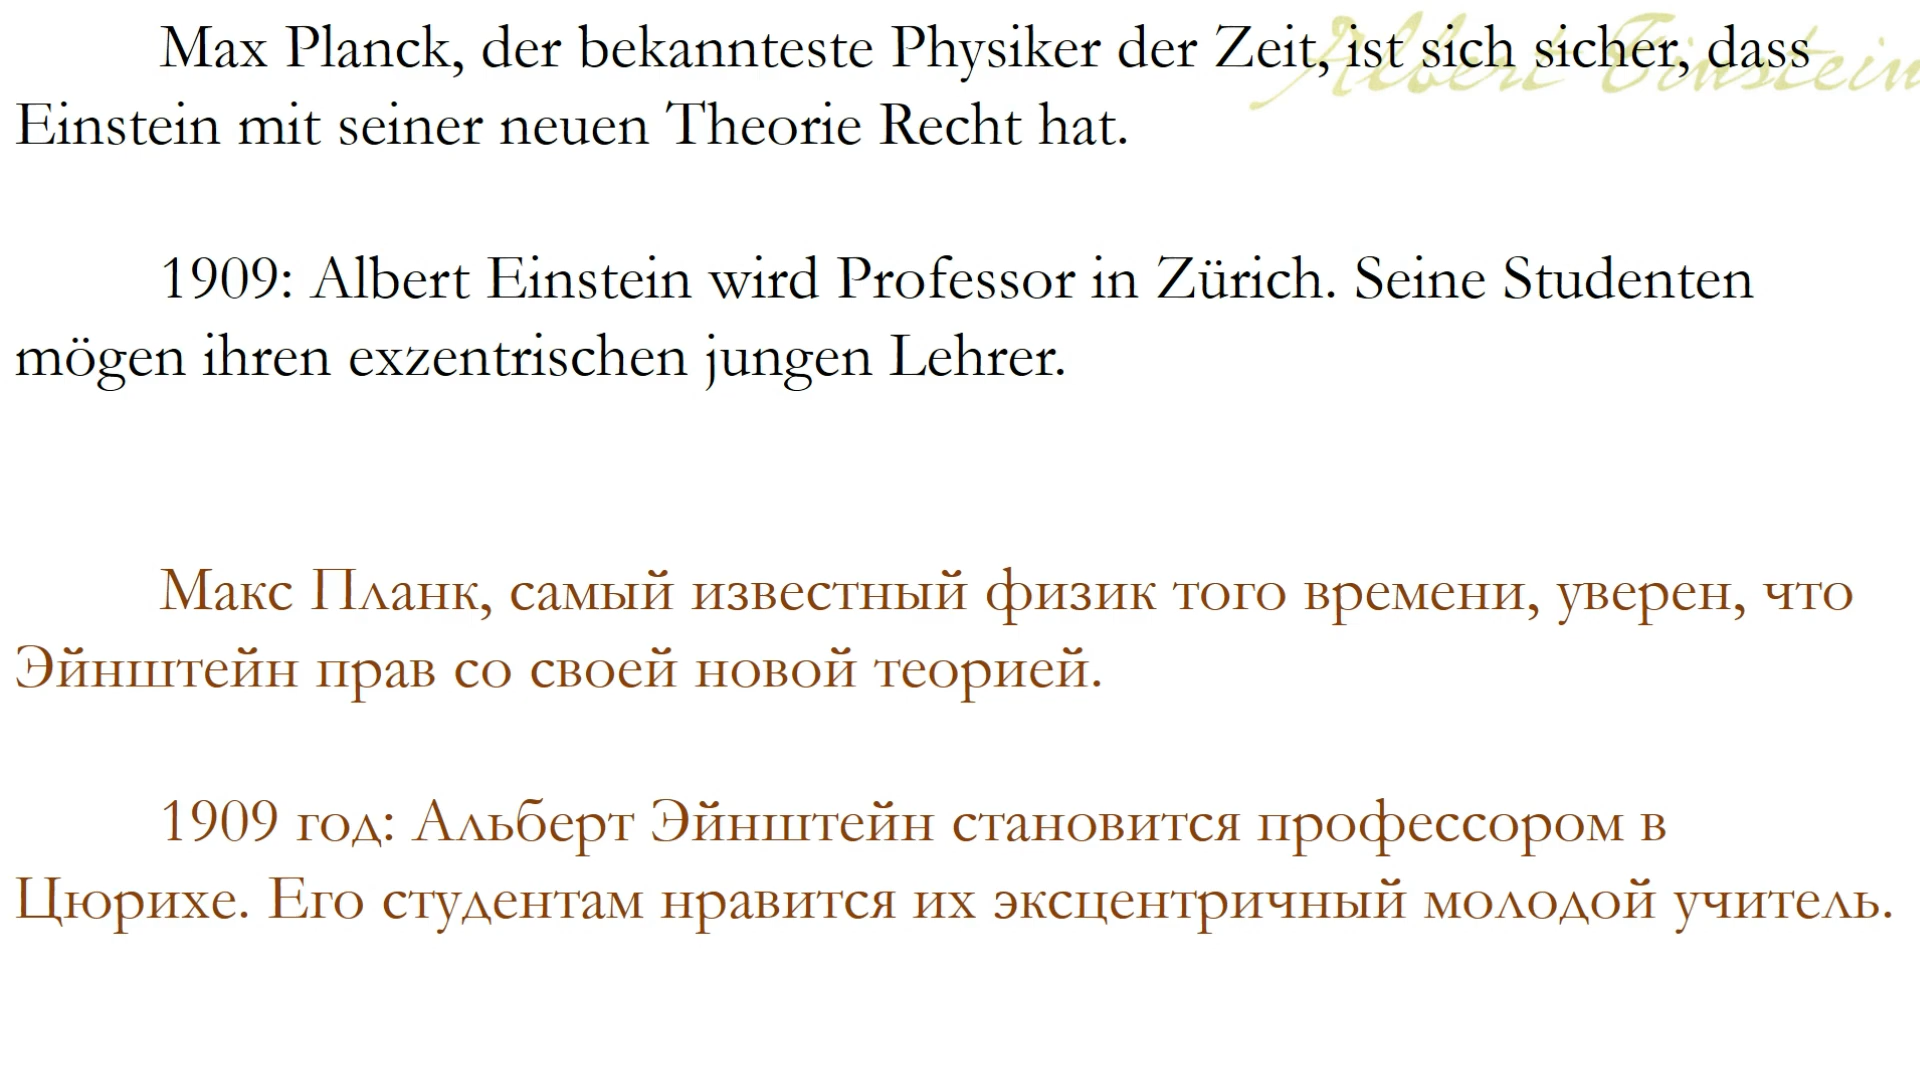 Max Planck, der bekannteste Physiker der Zeit, ist sich sicher, dass
Albert Einstein
Einstein mit seiner neuen Theorie Recht hat.
1909: Albert Einstein wird Professor in Zürich. Seine Studenten
mögen ihren exzentrischen jungen Lehrer.
Макс Планк, самый известный физик того времени, уверен, что
Эйнштейн прав со своей новой теорией.
1909 год: Альберт Эйнштейн становится профессором в
Цюрихе. Его студентам нравится их эксцентричный молодой учитель.